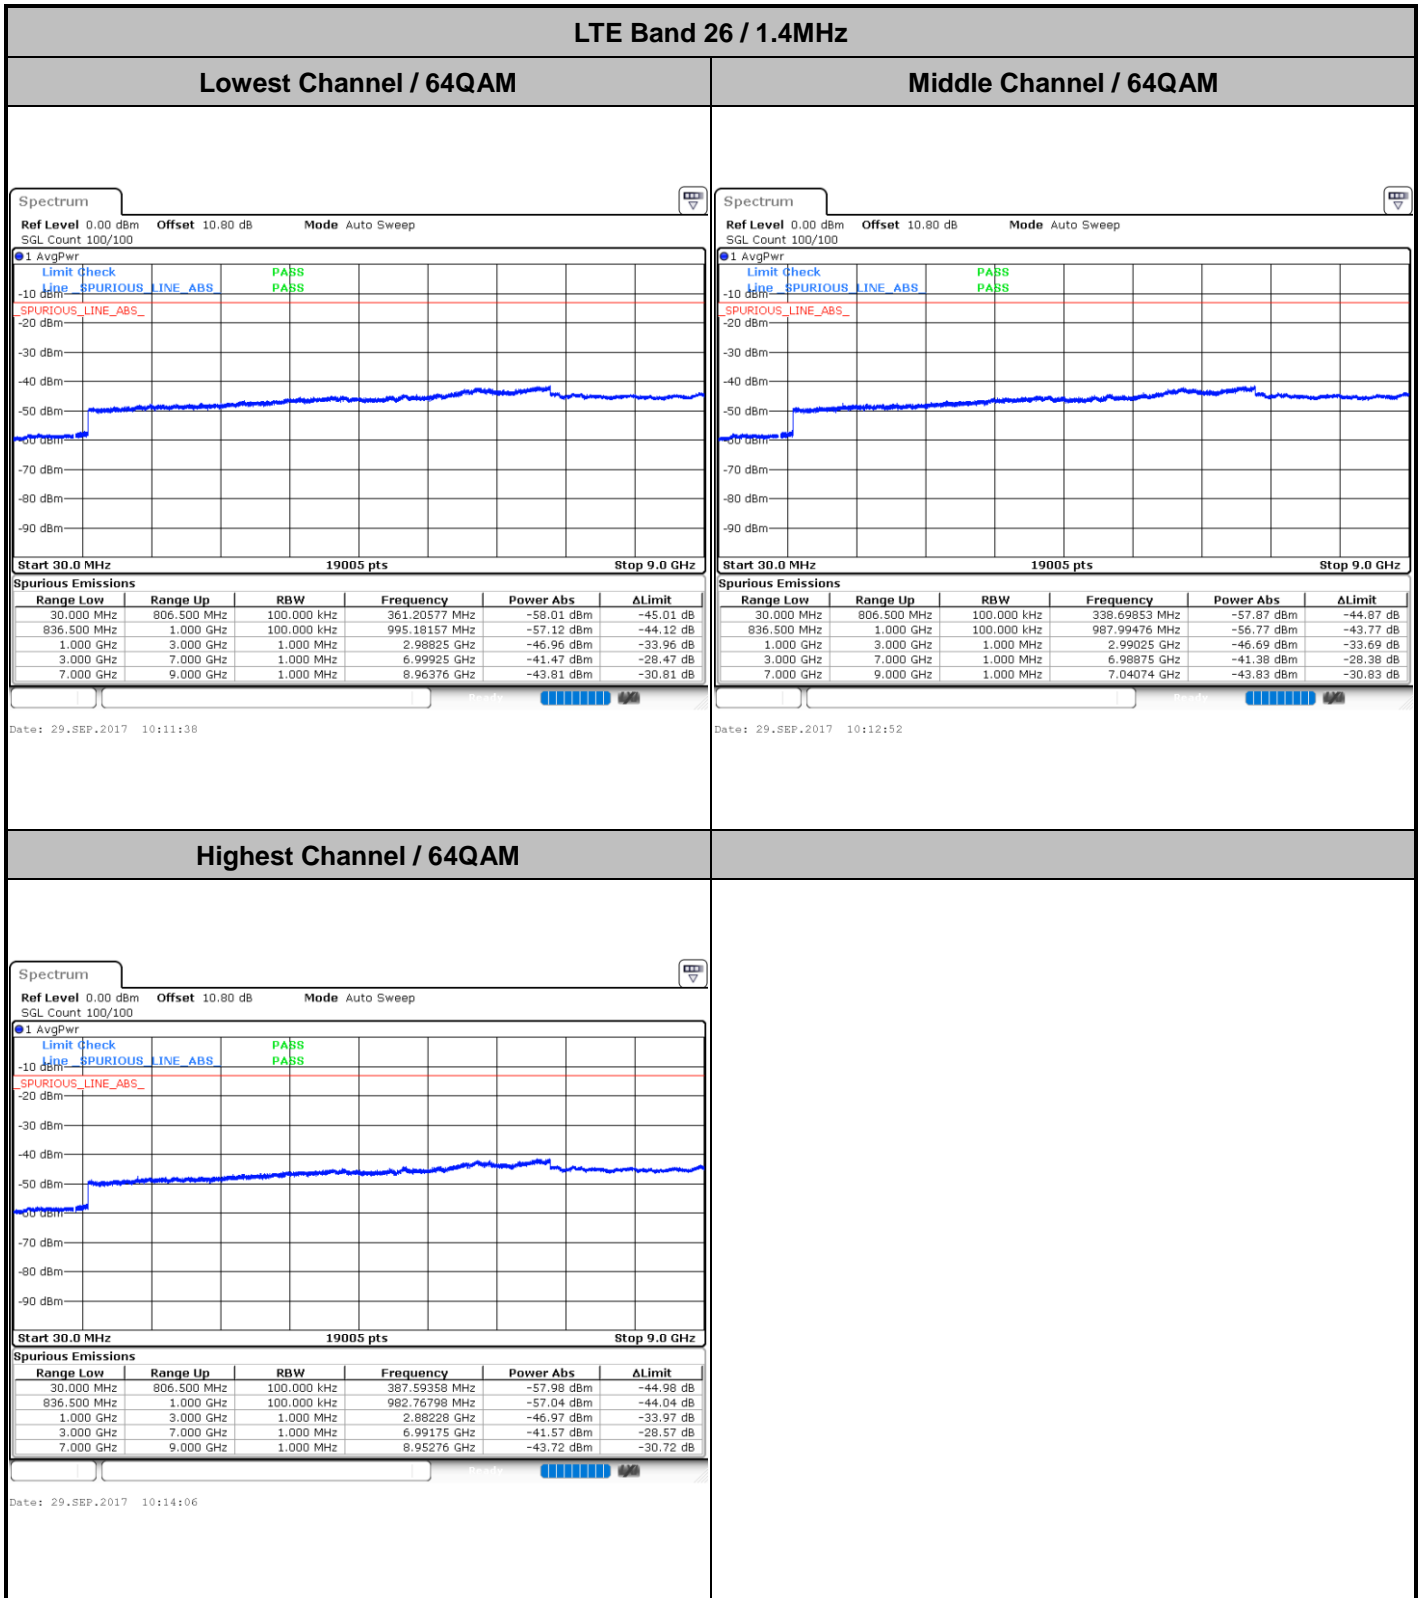 LTE Band 26 / 1.4MHz
Lowest Channel / 64QAM
Middle Channel / 64QAM
Spectrum
Ref Level 0.00 dBm Offset 10.80 dB Mode Auto Sweep
SGL Count 100/100
1 AvgPwr
Limit Check PASS
Line _SPURIOUS_LINE_ABS_ PASS
-10 dBm
_SPURIOUS_LINE_ABS_
-20 dBm
-30 dBm
-40 dBm
-50 dBm
-60 dBm
-70 dBm
-80 dBm
-90 dBm
Start 30.0 MHz 19005 pts Stop 9.0 GHz
Spurious Emissions
Range Low Range Up RBW Frequency Power Abs ΔLimit
30.000 MHz 806.500 MHz 100.000 kHz 361.20577 MHz -58.01 dBm -45.01 dB
836.500 MHz 1.000 GHz 100.000 kHz 995.18157 MHz -57.12 dBm -44.12 dB
1.000 GHz 3.000 GHz 1.000 MHz 2.98825 GHz -46.96 dBm -33.96 dB
3.000 GHz 7.000 GHz 1.000 MHz 6.99925 GHz -41.47 dBm -28.47 dB
7.000 GHz 9.000 GHz 1.000 MHz 8.96376 GHz -43.81 dBm -30.81 dB
Ready
Date: 29.SEP.2017 10:11:38
Spectrum
Ref Level 0.00 dBm Offset 10.80 dB Mode Auto Sweep
SGL Count 100/100
1 AvgPwr
Limit Check PASS
Line _SPURIOUS_LINE_ABS_ PASS
-10 dBm
_SPURIOUS_LINE_ABS_
-20 dBm
-30 dBm
-40 dBm
-50 dBm
-60 dBm
-70 dBm
-80 dBm
-90 dBm
Start 30.0 MHz 19005 pts Stop 9.0 GHz
Spurious Emissions
Range Low Range Up RBW Frequency Power Abs ΔLimit
30.000 MHz 806.500 MHz 100.000 kHz 338.69853 MHz -57.87 dBm -44.87 dB
836.500 MHz 1.000 GHz 100.000 kHz 987.99476 MHz -56.77 dBm -43.77 dB
1.000 GHz 3.000 GHz 1.000 MHz 2.99025 GHz -46.69 dBm -33.69 dB
3.000 GHz 7.000 GHz 1.000 MHz 6.98875 GHz -41.38 dBm -28.38 dB
7.000 GHz 9.000 GHz 1.000 MHz 7.04074 GHz -43.83 dBm -30.83 dB
Ready
Date: 29.SEP.2017 10:12:52
Highest Channel / 64QAM
Spectrum
Ref Level 0.00 dBm Offset 10.80 dB Mode Auto Sweep
SGL Count 100/100
1 AvgPwr
Limit Check PASS
Line _SPURIOUS_LINE_ABS_ PASS
-10 dBm
_SPURIOUS_LINE_ABS_
-20 dBm
-30 dBm
-40 dBm
-50 dBm
-60 dBm
-70 dBm
-80 dBm
-90 dBm
Start 30.0 MHz 19005 pts Stop 9.0 GHz
Spurious Emissions
Range Low Range Up RBW Frequency Power Abs ΔLimit
30.000 MHz 806.500 MHz 100.000 kHz 387.59358 MHz -57.98 dBm -44.98 dB
836.500 MHz 1.000 GHz 100.000 kHz 982.76798 MHz -57.04 dBm -44.04 dB
1.000 GHz 3.000 GHz 1.000 MHz 2.88228 GHz -46.97 dBm -33.97 dB
3.000 GHz 7.000 GHz 1.000 MHz 6.99175 GHz -41.57 dBm -28.57 dB
7.000 GHz 9.000 GHz 1.000 MHz 8.95276 GHz -43.72 dBm -30.72 dB
Ready
Date: 29.SEP.2017 10:14:06